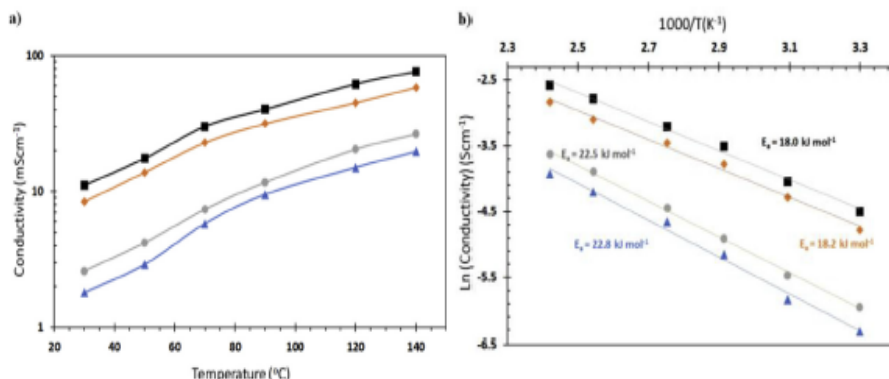 a)
100
10
1
Conductivity (mScm⁻¹)
20 40 60 80 100 120 140
Temperature (ºC)
b)
1000/T(K⁻¹)
2.3 2.5 2.7 2.9 3.1 3.3
-2.5
-3.5
-4.5
-5.5
-6.5
Ln (Conductivity) (Scm⁻¹)
Eₐ = 18.0 kJ mol⁻¹
Eₐ = 22.5 kJ mol⁻¹
Eₐ = 22.8 kJ mol⁻¹
Eₐ = 18.2 kJ mol⁻¹